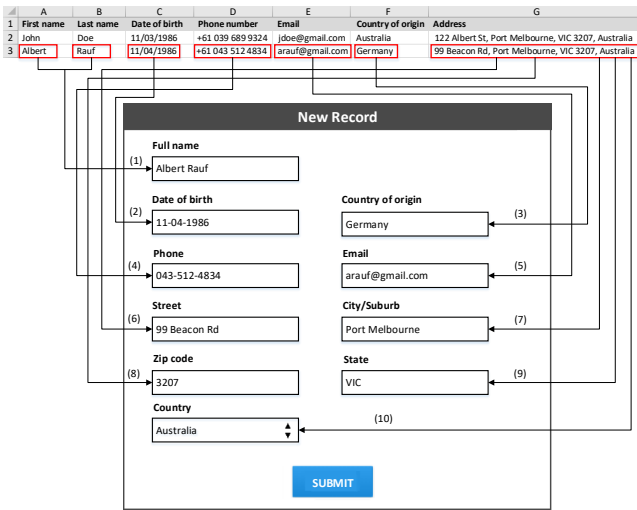 A B C D E F G
1 First name Last name Date of birth Phone number Email Country of origin Address
2 John Doe 11/03/1986 +61 039 689 9324 jdoe@gmail.com Australia 122 Albert St, Port Melbourne, VIC 3207, Australia
3 Albert Rauf 11/04/1986 +61 043 512 4834 arauf@gmail.com Germany 99 Beacon Rd, Port Melbourne, VIC 3207, Australia
New Record
Full name
(1) Albert Rauf
Date of birth Country of origin
(2) 11-04-1986 Germany (3)
Phone Email
(4) 043-512-4834 arauf@gmail.com (5)
Street City/Suburb
(6) 99 Beacon Rd Port Melbourne (7)
Zip code State
(8) 3207 VIC (9)
Country
Australia (10)
SUBMIT